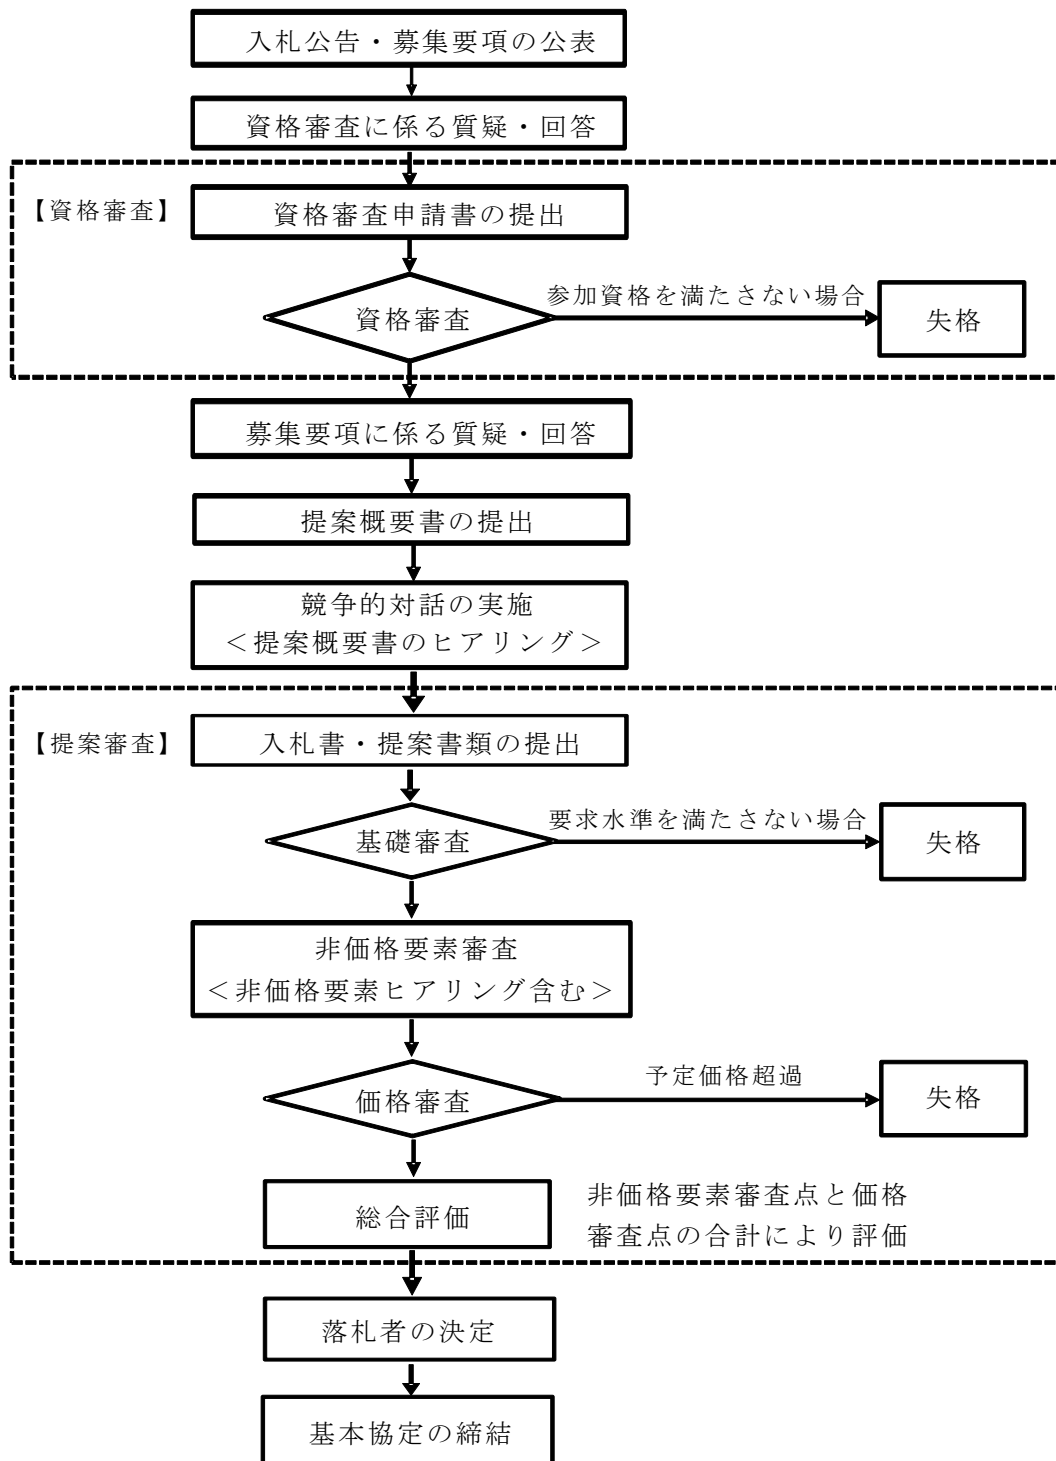 入札公告・募集要項の公表
資格審査に係る質疑・回答
【資格審査】
資格審査申請書の提出
資格審査
参加資格を満たさない場合
失格
募集要項に係る質疑・回答
提案概要書の提出
競争的対話の実施
＜提案概要書のヒアリング＞
【提案審査】
入札書・提案書類の提出
基礎審査
要求水準を満たさない場合
失格
非価格要素審査
＜非価格要素ヒアリング含む＞
価格審査
予定価格超過
失格
総合評価
非価格要素審査点と価格
審査点の合計により評価
落札者の決定
基本協定の締結